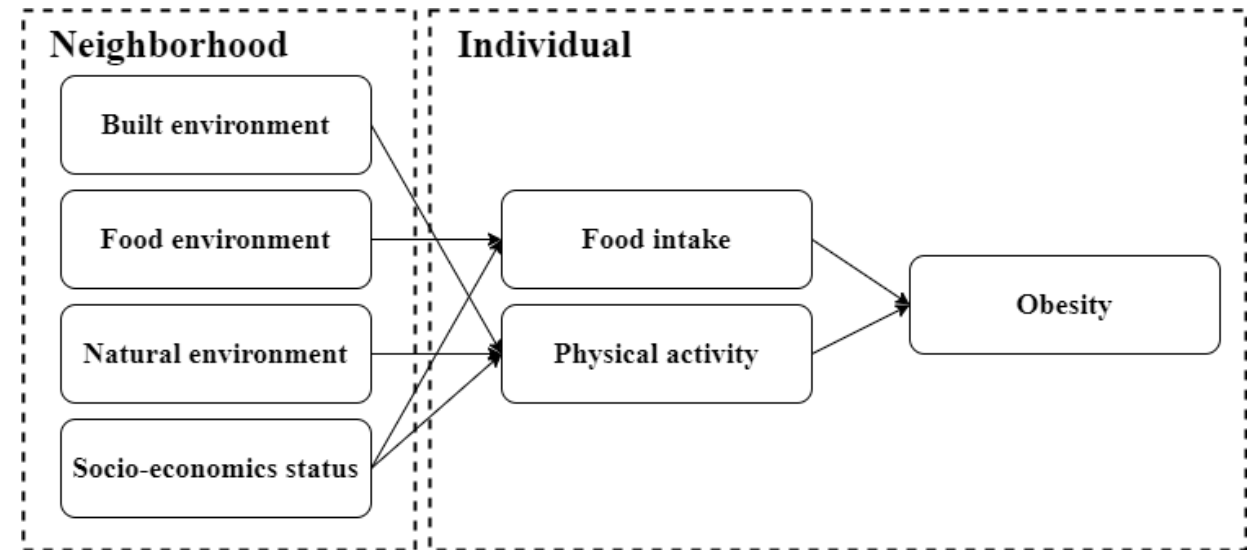 Neighborhood
Built environment
Food environment
Natural environment
Socio-economics status
Individual
Food intake
Physical activity
Obesity